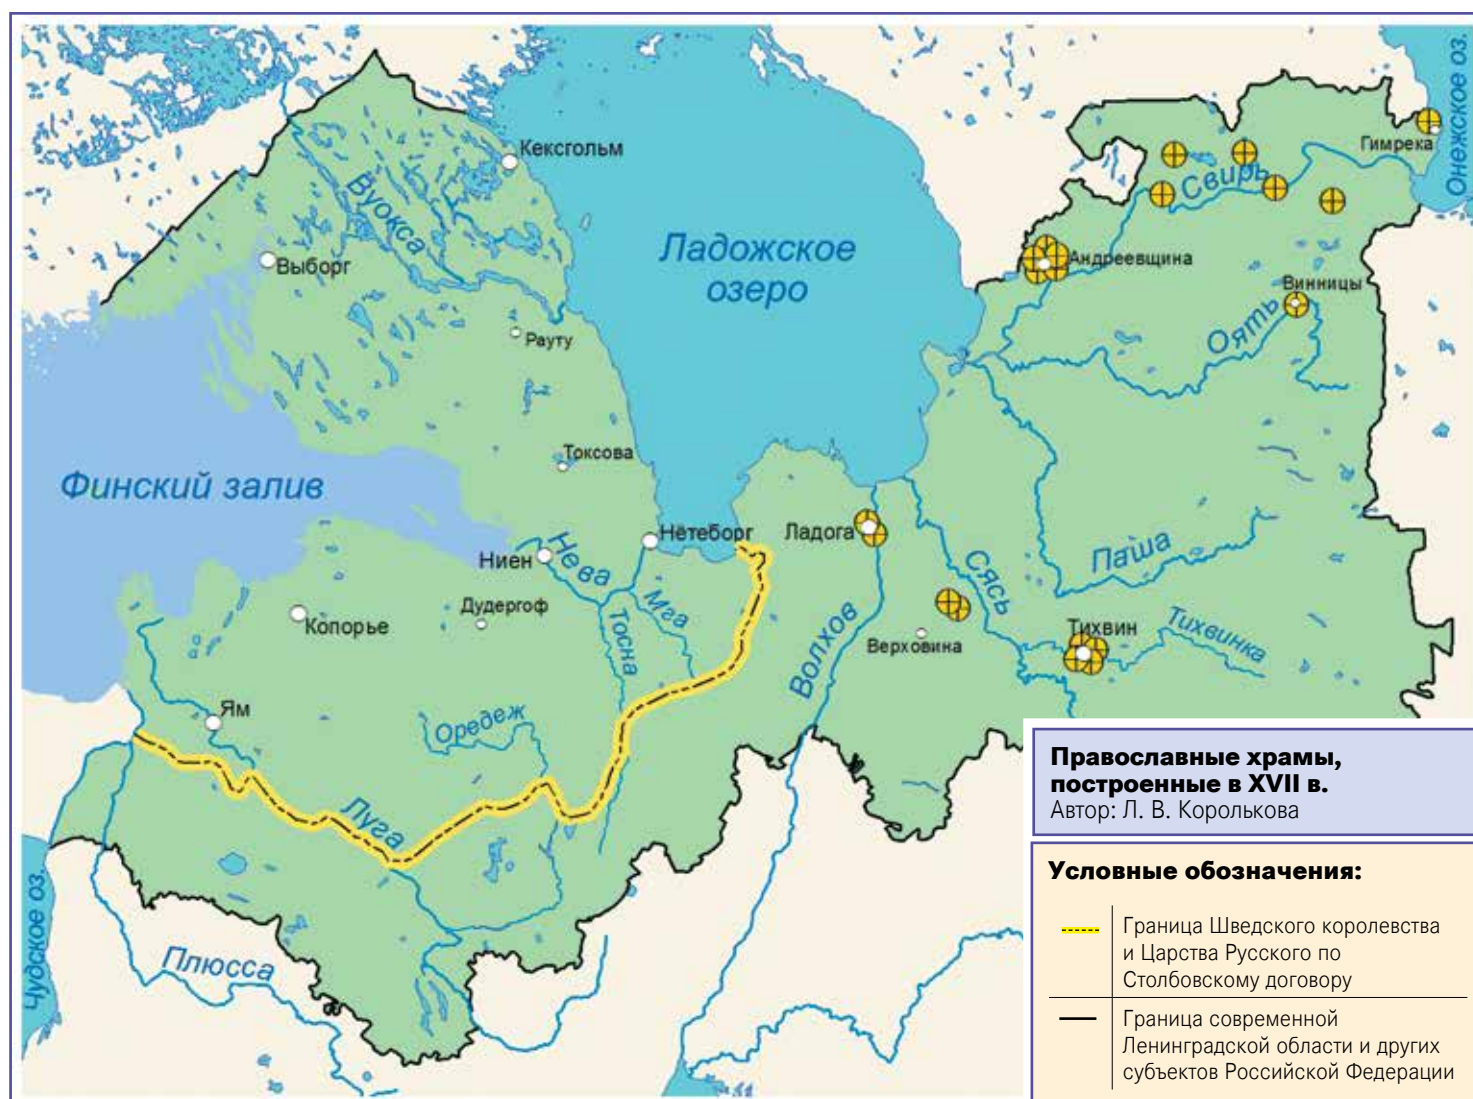 Онежское оз.
Гимрека
Кексгольм
Свирь
Вуокса
Ладожское
озеро
Андреевщина
Выборг
Винницы
Оять
Рауту
Токсова
Финский залив
Нётеборг
Ладога
Ниен
Нева
Паша
Сясь
Мга
Дудергоф
Копорье
Тосна
Волхов
Верховина
Тихвин
Тихвинка
Ям
Оредеж
Луга
Плюсса
Чудское оз.
Православные храмы,
построенные в XVII в.
Автор: Л. В. Королькова
Условные обозначения:
Граница Шведского королевства
и Царства Русского по
Столбовскому договору
Граница современной
Ленинградской области и других
субъектов Российской Федерации